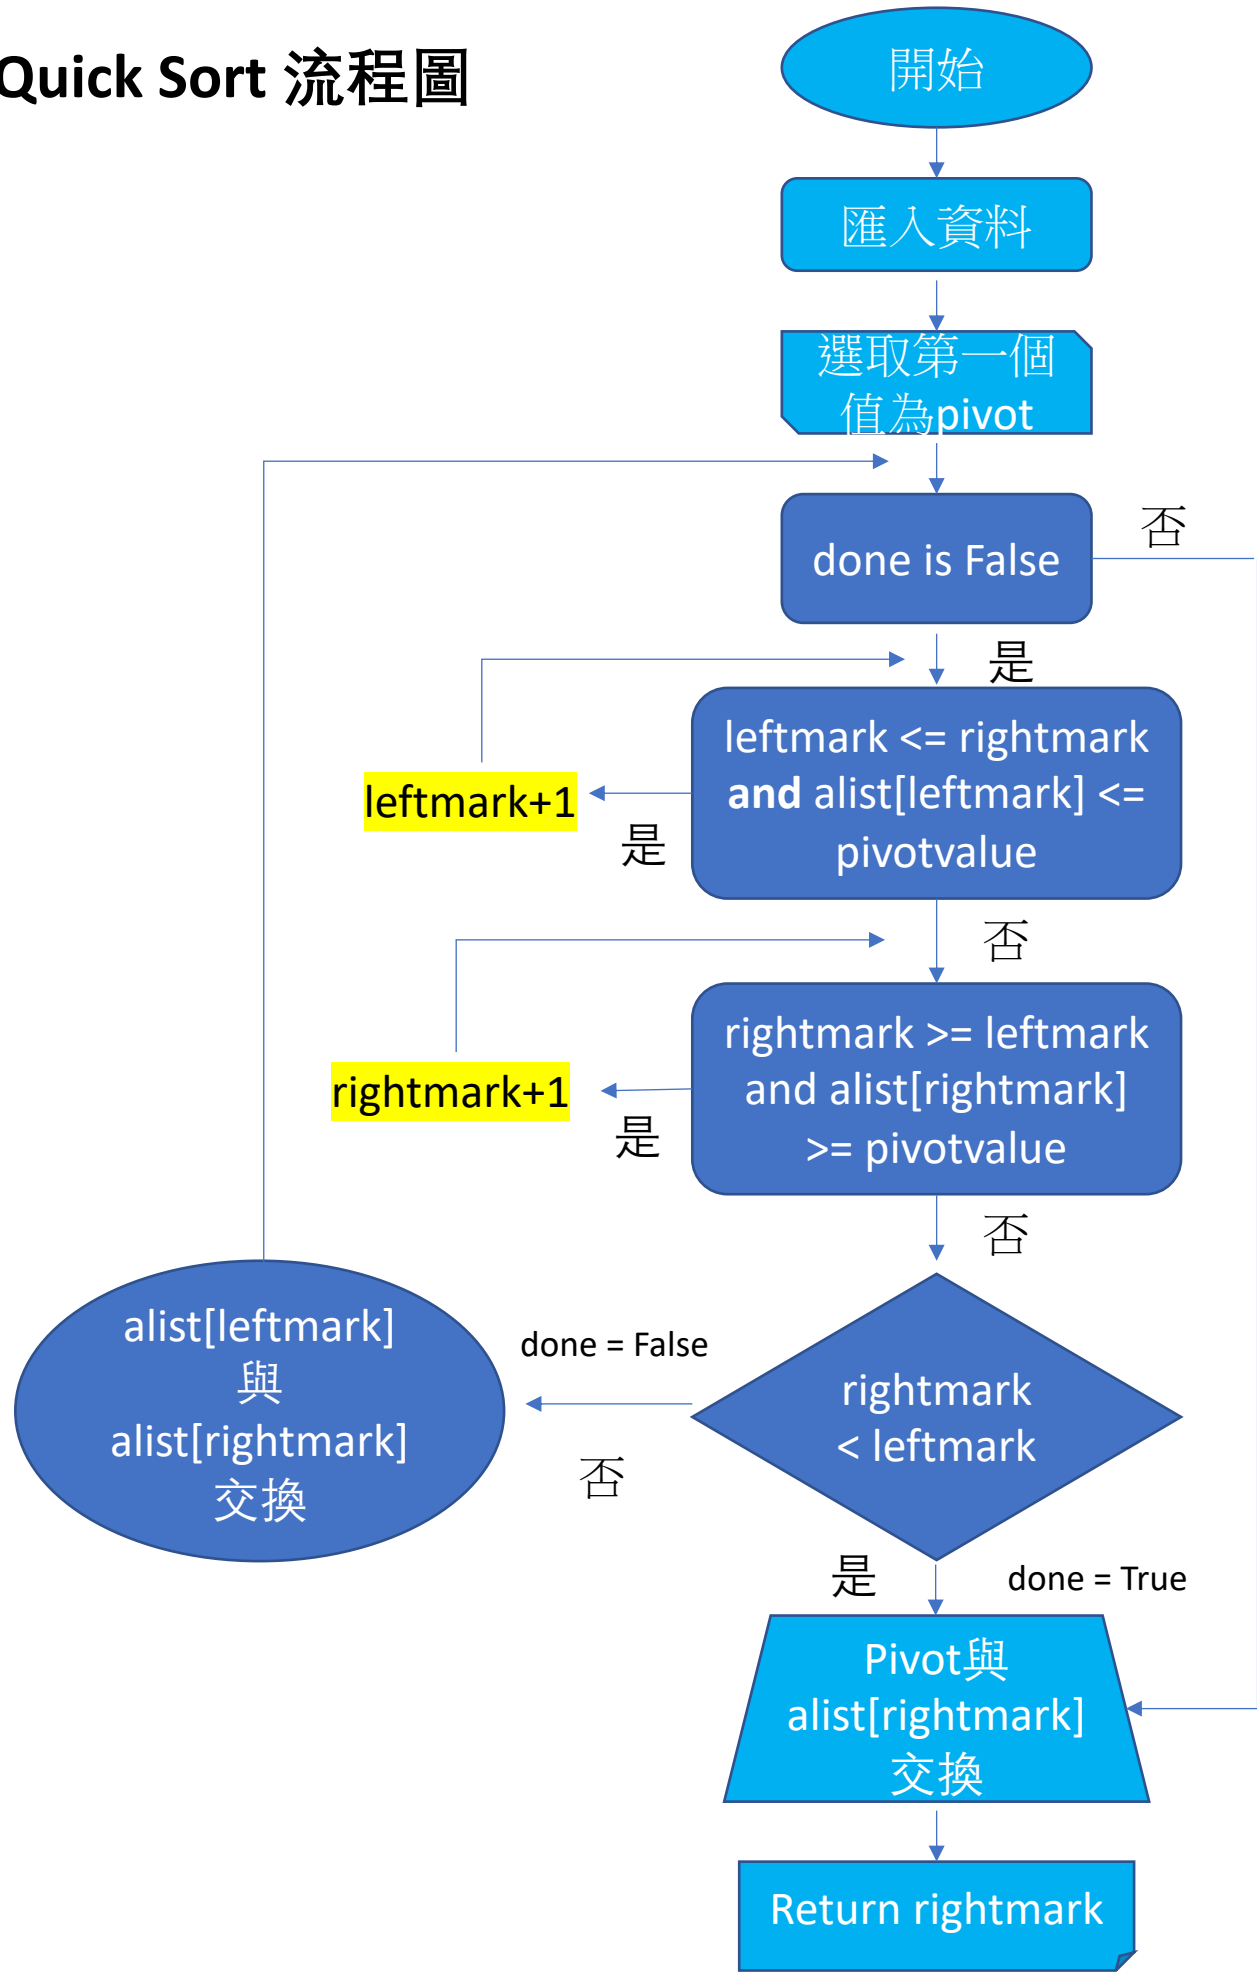 Quick Sort 流程圖
開始
匯入資料
選取第一個
值為pivot
done is False
否
是
leftmark <= rightmark
and alist[leftmark] <=
pivotvalue
leftmark+1
是
否
rightmark >= leftmark
and alist[rightmark]
>= pivotvalue
rightmark+1
是
否
rightmark
< leftmark
done = False
否
alist[leftmark]
與
alist[rightmark]
交換
是
done = True
Pivot與
alist[rightmark]
交換
Return rightmark